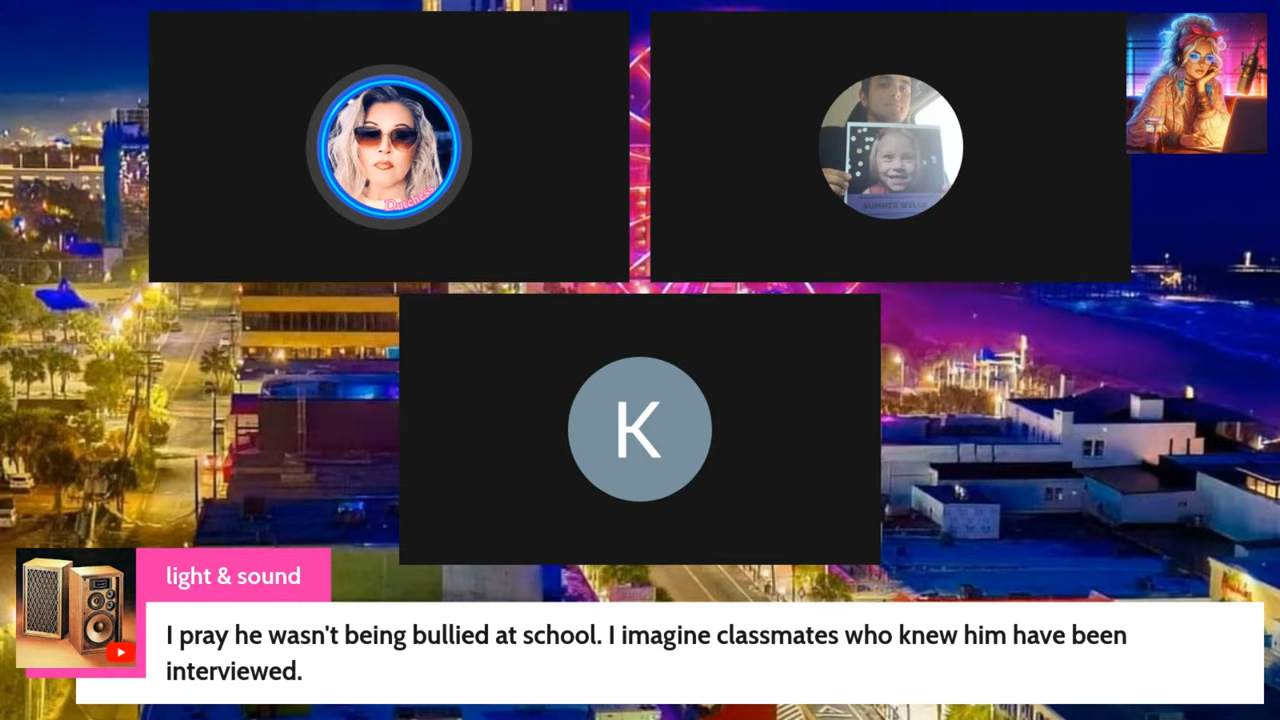 Dutchess
SUMMER WELLS
K
light & sound
I pray he wasn't being bullied at school. I imagine classmates who knew him have been
interviewed.